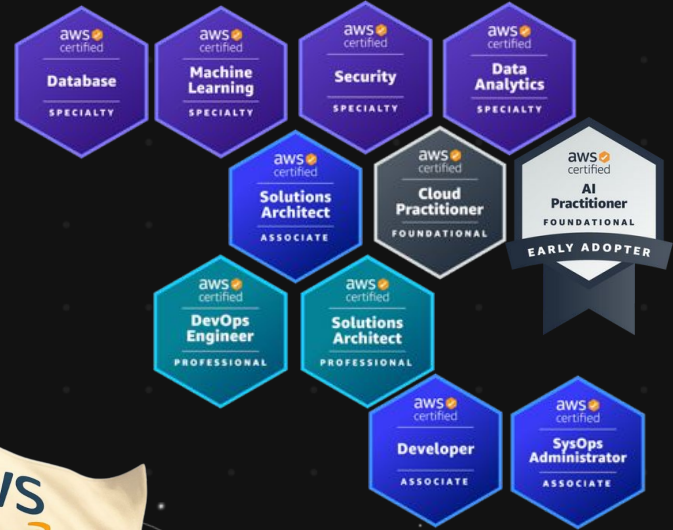 aws
certified
Database
SPECIALTY
aws
certified
Machine
Learning
SPECIALTY
aws
certified
Security
SPECIALTY
aws
certified
Data
Analytics
SPECIALTY
aws
certified
Solutions
Architect
ASSOCIATE
aws
certified
Cloud
Practitioner
FOUNDATIONAL
aws
certified
AI
Practitioner
FOUNDATIONAL
EARLY ADOPTER
aws
certified
DevOps
Engineer
PROFESSIONAL
aws
certified
Solutions
Architect
PROFESSIONAL
aws
certified
Developer
ASSOCIATE
aws
certified
SysOps
Administrator
ASSOCIATE